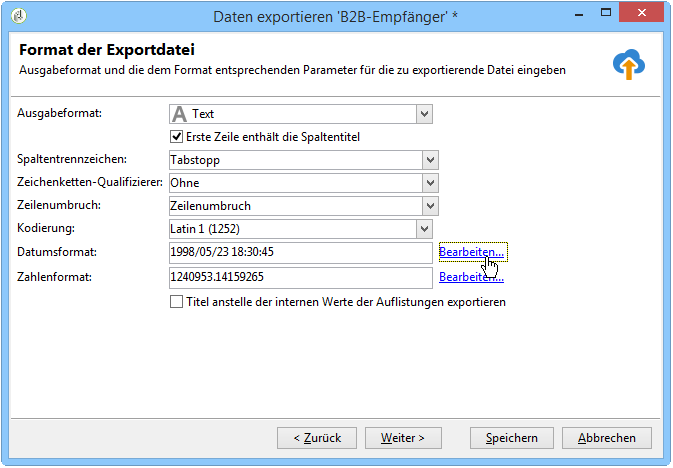 Daten exportieren 'B2B-Empfänger' *
Format der Exportdatei
Ausgabeformat und die dem Format entsprechenden Parameter für die zu exportierende Datei eingeben
Ausgabeformat: A Text
Erste Zeile enthält die Spaltentitel
Spaltentrennzeichen: Tabstopp
Zeichenketten-Qualifizierer: Ohne
Zeilenumbruch: Zeilenumbruch
Kodierung: Latin 1 (1252)
Datumsformat: 1998/05/23 18:30:45 Bearbeiten...
Zahlenformat: 1240953.14159265 Bearbeiten...
Titel anstelle der internen Werte der Auflistungen exportieren
< Zurück Weiter > Speichern Abbrechen